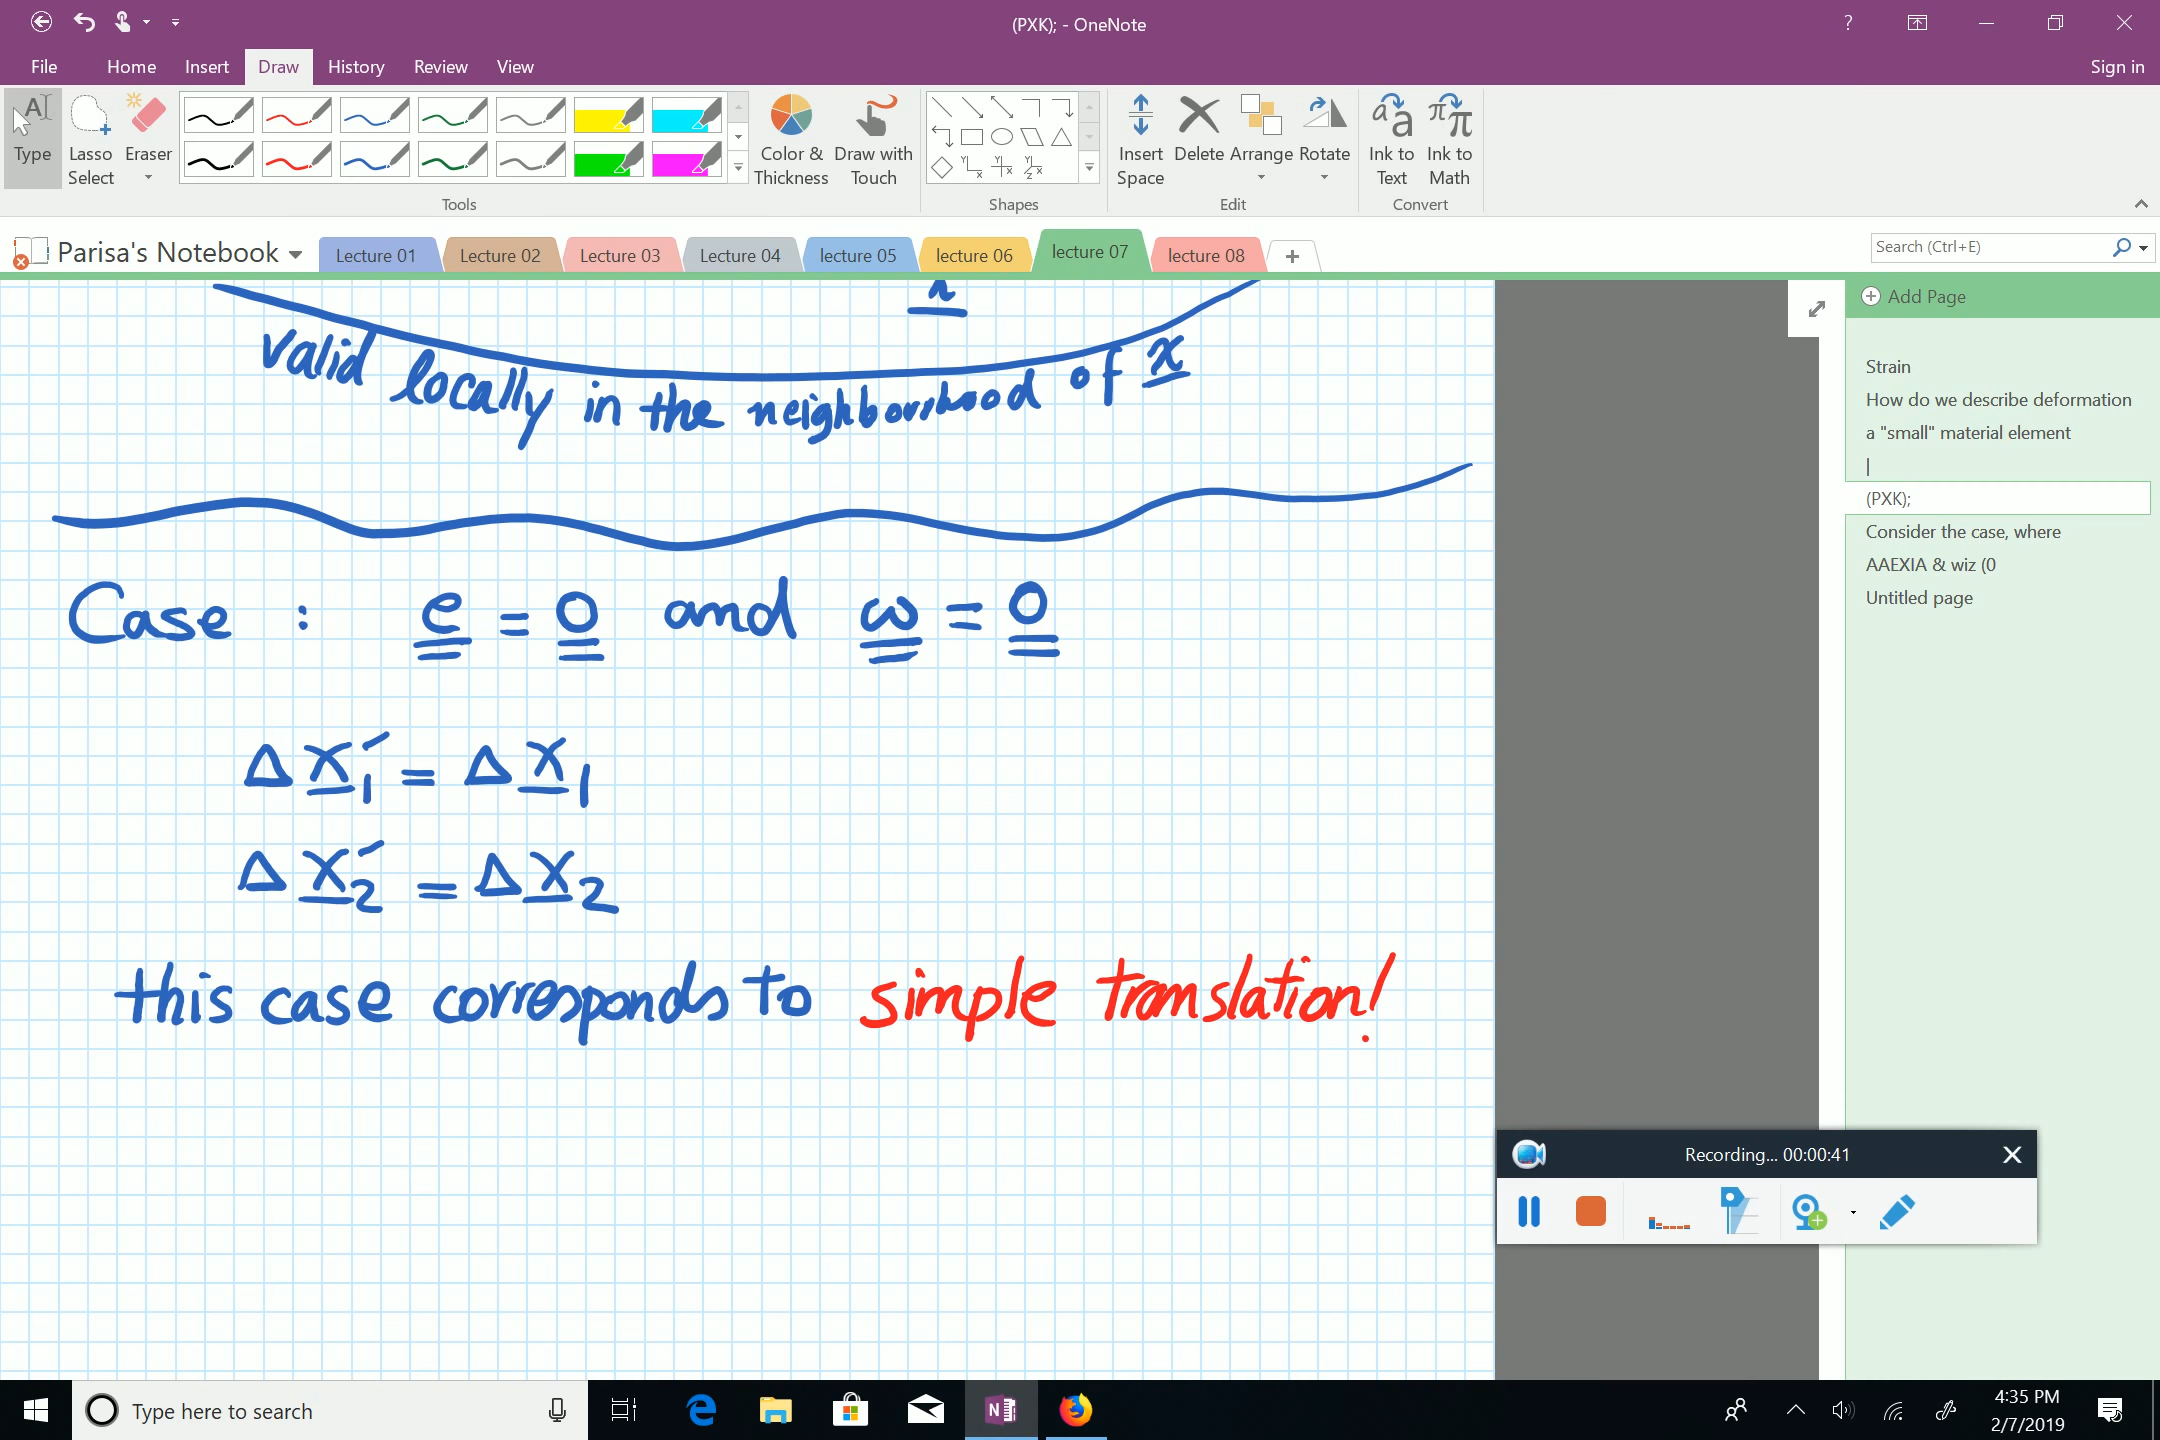 (PXK); - OneNote
?
File Home Insert Draw History Review View Sign in
Type Lasso Select Eraser Color & Thickness Draw with Touch Insert Space Delete Arrange Rotate Ink to Text Ink to Math
Tools Shapes Edit Convert
Parisa's Notebook Lecture 01 Lecture 02 Lecture 03 Lecture 04 lecture 05 lecture 06 lecture 07 lecture 08 + Search (Ctrl+E)
Add Page
Strain
How do we describe deformation
a "small" material element
|
(PXK);
Consider the case, where
AAEXIA & wiz (0
Untitled page
x
valid locally in the neighborrhood of x
Case : e = 0 and ω = 0
Δx′₁ = Δx₁
Δx′₂ = Δx₂
this case corresponds to simple translation!
Recording... 00:00:41
Type here to search
4:35 PM
2/7/2019